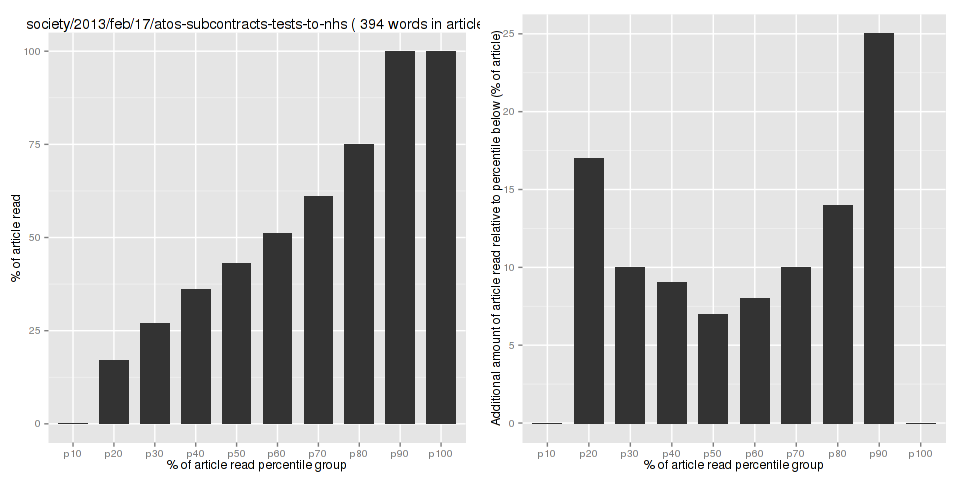 society/2013/feb/17/atos-subcontracts-tests-to-nhs ( 394 words in article
% of article read
100
75
50
25
0
p10 p20 p30 p40 p50 p60 p70 p80 p90 p100
% of article read percentile group
Additional amount of article read relative to percentile below (% of article)
25
20
15
10
5
0
p10 p20 p30 p40 p50 p60 p70 p80 p90 p100
% of article read percentile group